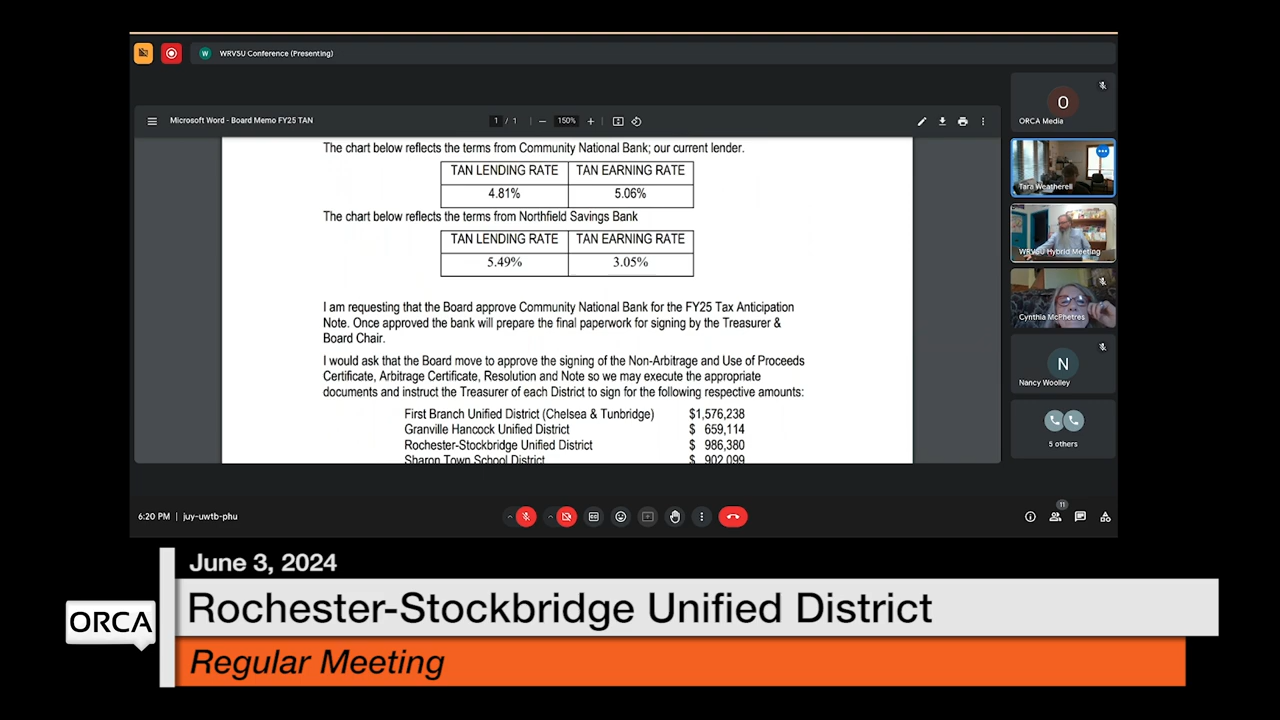 W WRVSU Conference (Presenting)
Microsoft Word - Board Memo FY25 TAN
1 / 1 150%
The chart below reflects the terms from Community National Bank; our current lender.
TAN LENDING RATE TAN EARNING RATE
4.81% 5.06%
The chart below reflects the terms from Northfield Savings Bank
TAN LENDING RATE TAN EARNING RATE
5.49% 3.05%
I am requesting that the Board approve Community National Bank for the FY25 Tax Anticipation
Note. Once approved the bank will prepare the final paperwork for signing by the Treasurer &
Board Chair.
I would ask that the Board move to approve the signing of the Non-Arbitrage and Use of Proceeds
Certificate, Arbitrage Certificate, Resolution and Note so we may execute the appropriate
documents and instruct the Treasurer of each District to sign for the following respective amounts:
First Branch Unified District (Chelsea & Tunbridge) $1,576,238
Granville Hancock Unified District $ 659,114
Rochester-Stockbridge Unified District $ 986,380
Sharon Town School District $ 902,099
O
ORCA Media
Tara Weatherell
WRVSU Hybrid Meeting
Cynthia McPhetres
N
Nancy Woolley
5 others
6:20 PM | juy-uwtb-phu
11
June 3, 2024
Rochester-Stockbridge Unified District
ORCA
Regular Meeting